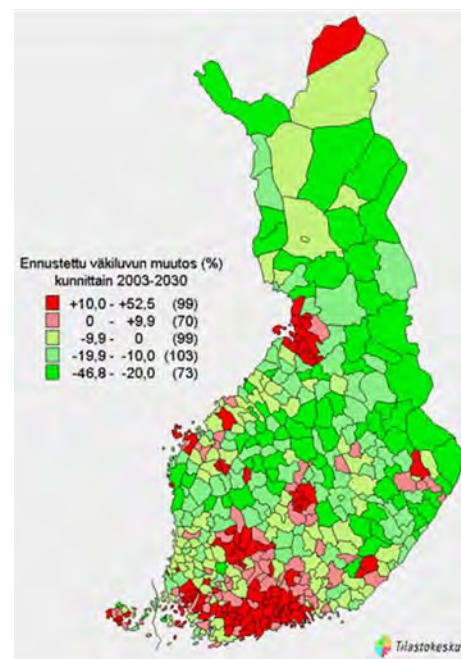 Ennustettu väkiluvun muutos (%)
kunnittain 2003-2030
+10,0 - +52,5 (99)
0 - +9,9 (70)
-9,9 - 0 (99)
-19,9 - -10,0 (103)
-46,8 - -20,0 (73)
Tilastokesku